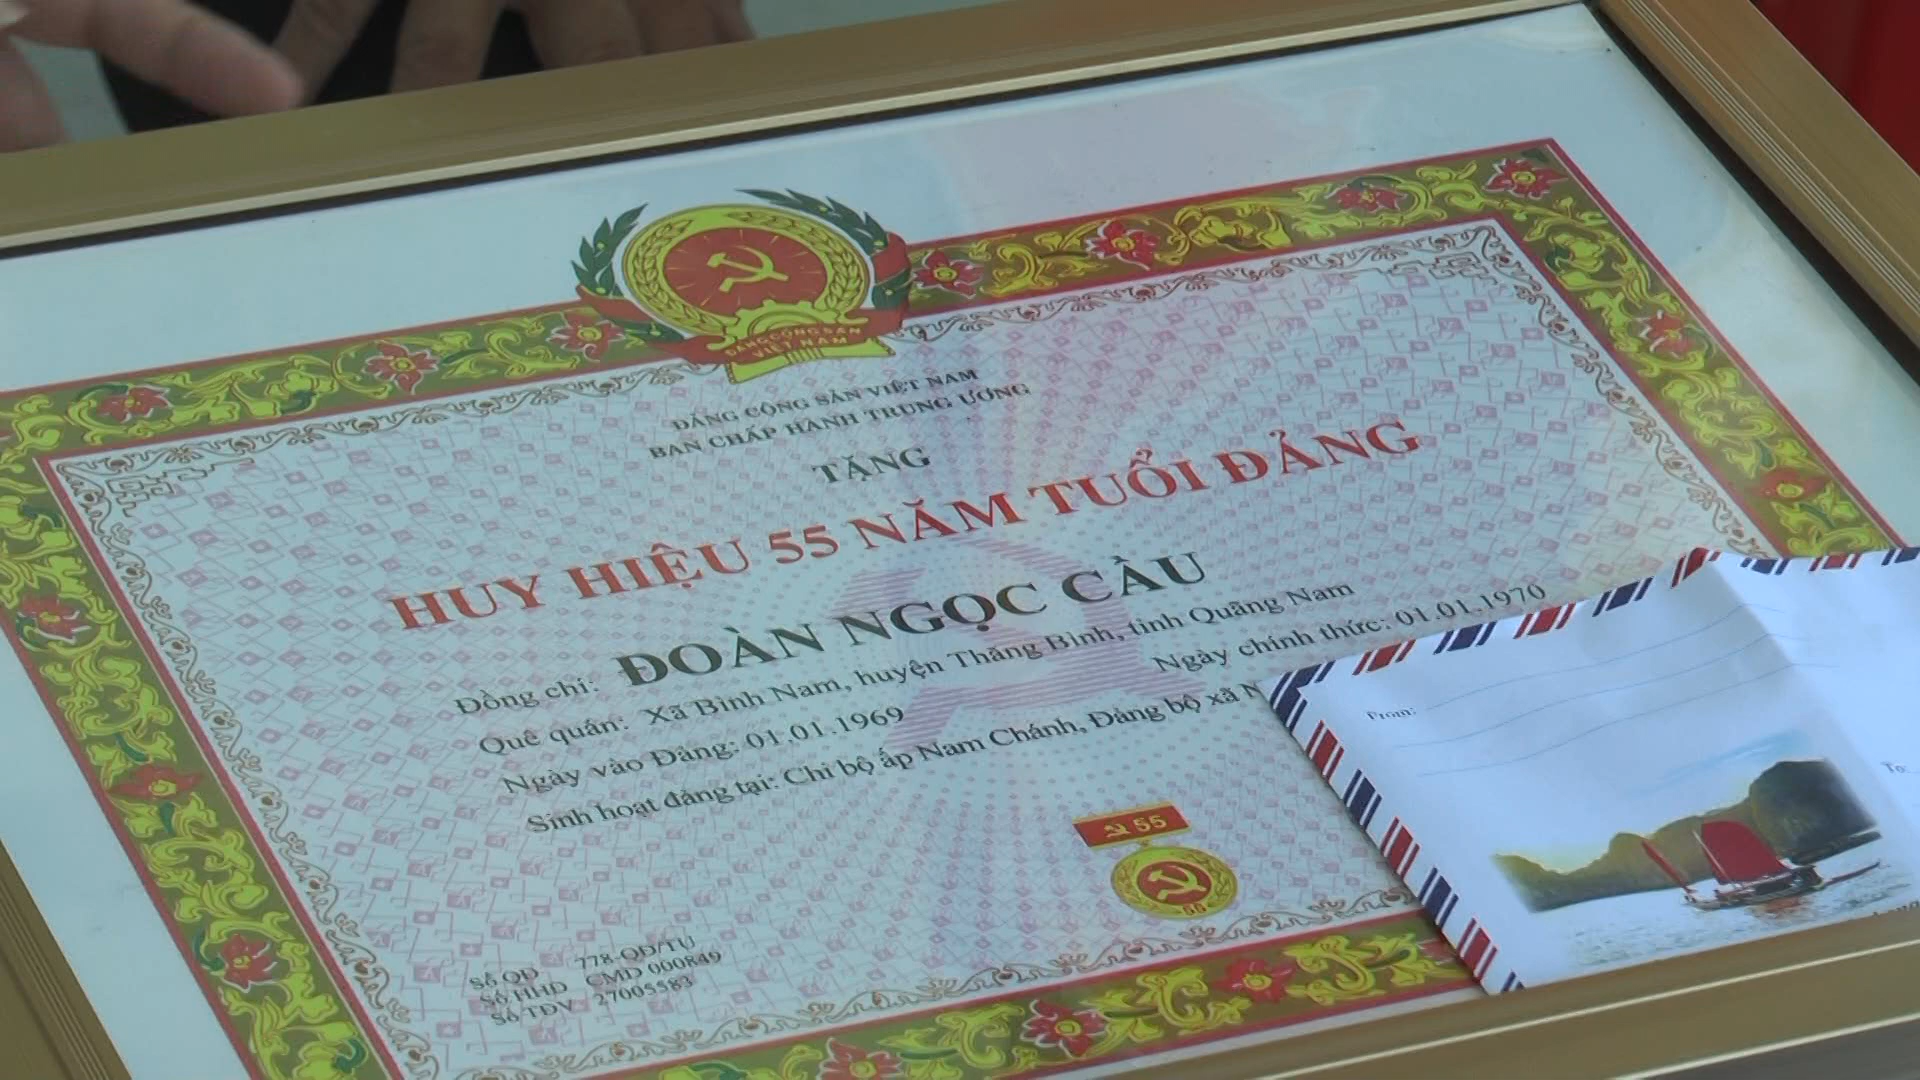 ĐẢNG CỘNG SẢN
VIỆT NAM
ĐẢNG CỘNG SẢN VIỆT NAM
BAN CHẤP HÀNH TRUNG ƯƠNG
TẶNG
HUY HIỆU 55 NĂM TUỔI ĐẢNG
Đồng chí: ĐOÀN NGỌC CẦU
Quê quán: Xã Bình Nam, huyện Thăng Bình, tỉnh Quảng Nam
Ngày vào Đảng: 01.01.1969 Ngày chính thức: 01.01.1970
Sinh hoạt đảng tại: Chi bộ ấp Nam Chánh, Đảng bộ xã
55
55
Số QĐ 778-QĐ/TU
Số HHĐ CMD 000849
Số TĐV 27005583
From:
To: